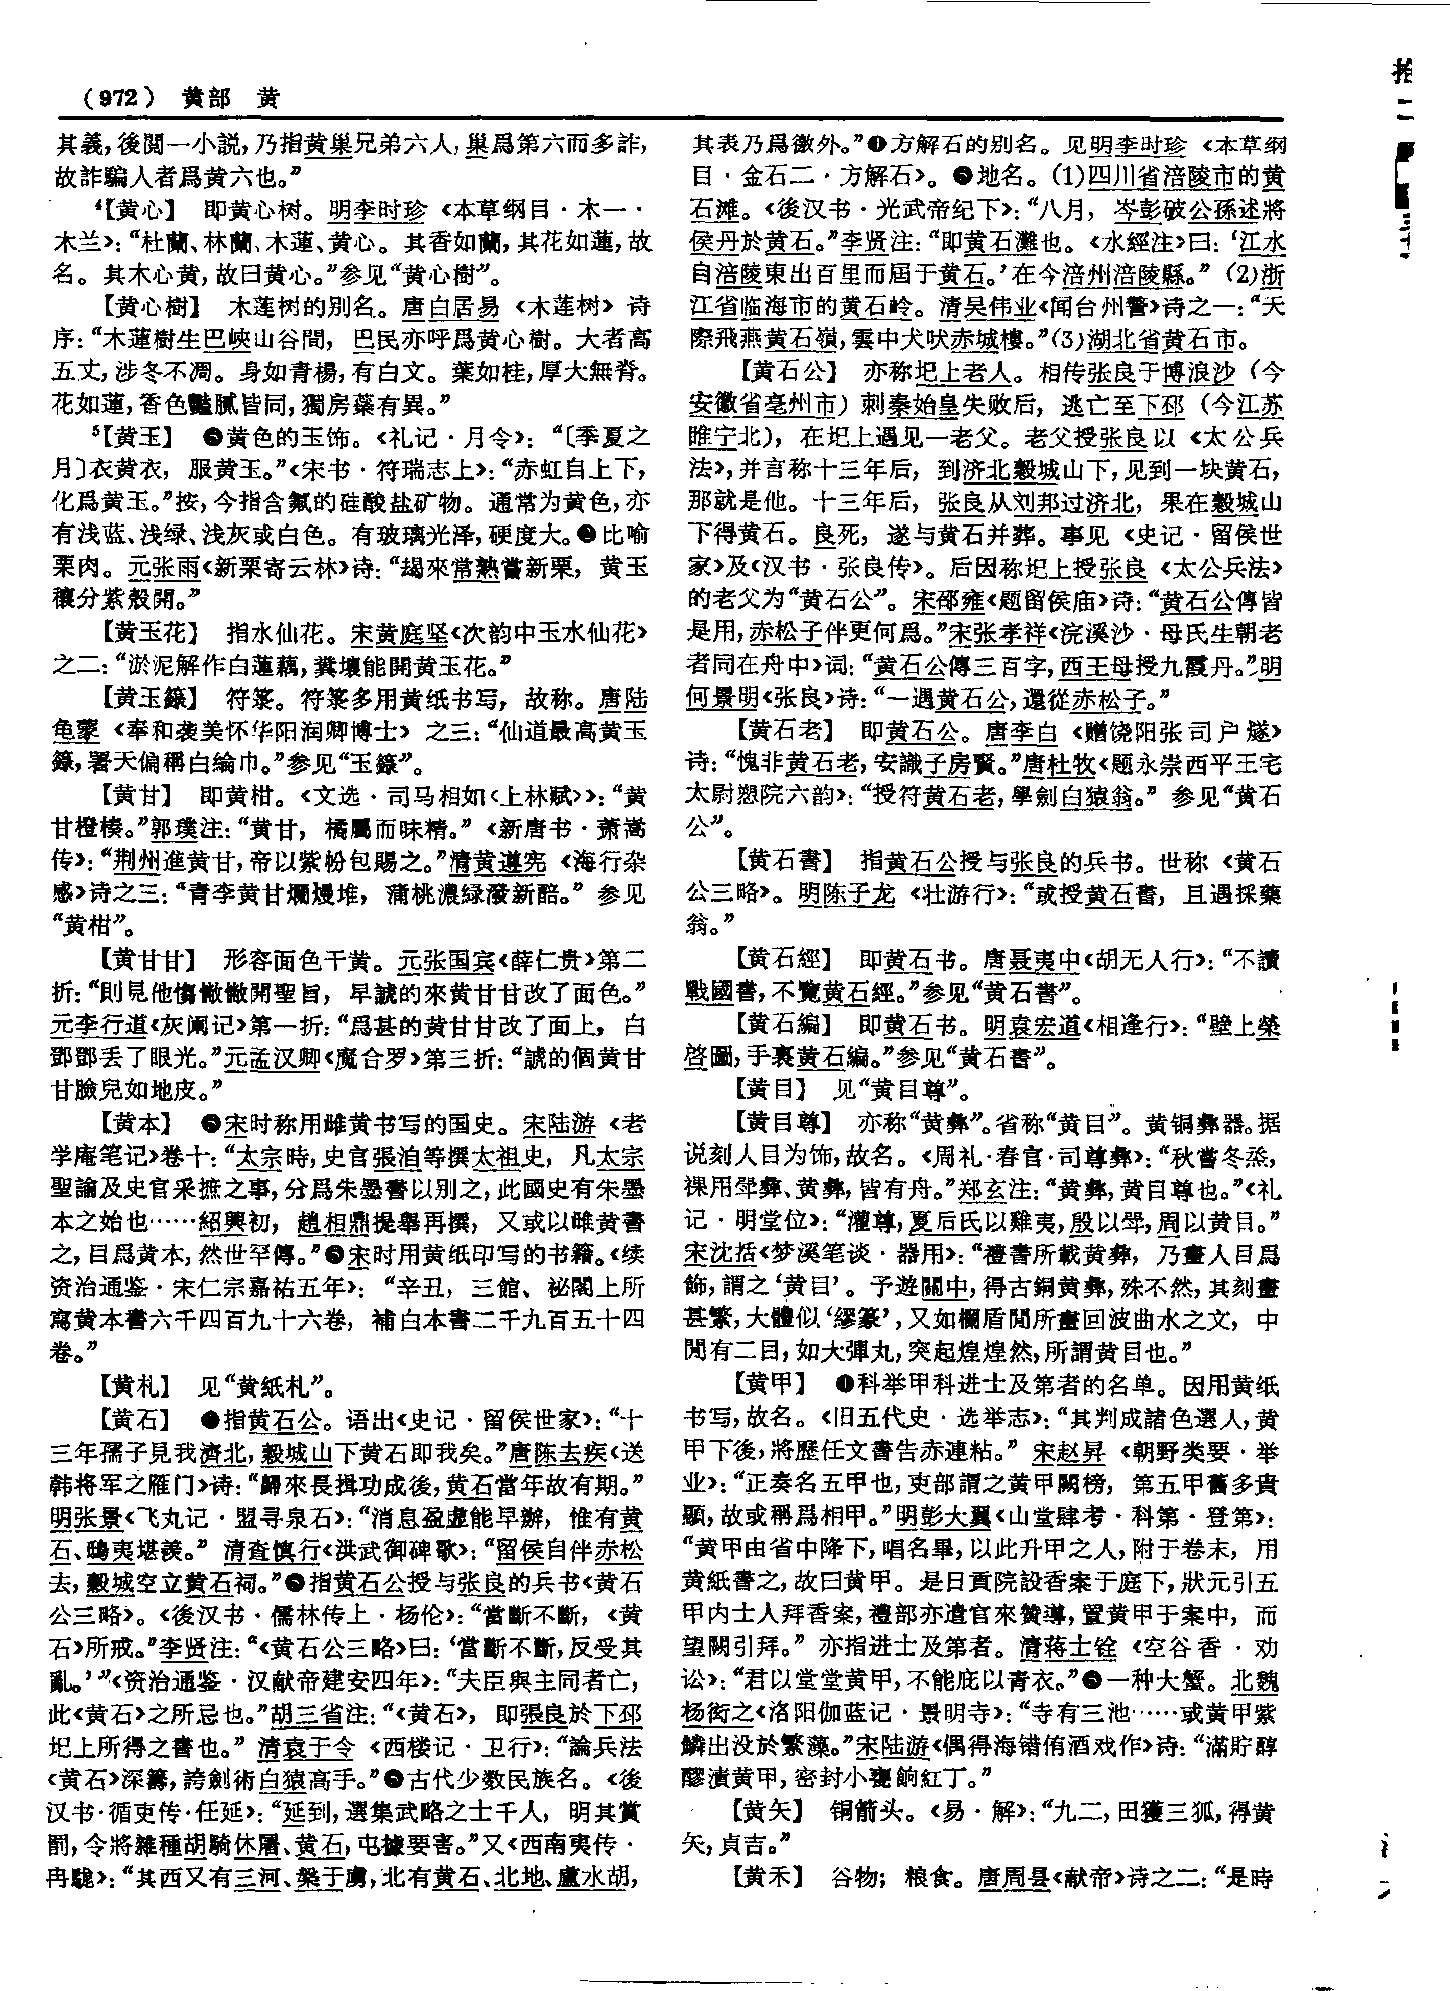 (972) 黄部 黄
其義，後閲一小説，乃指黄巢兄弟六人，巢爲第六而多詐，
故詐騙人者爲黄六也。”
⁴【黄心】 即黄心树。明李时珍《本草纲目·木一·
木兰》：“杜蘭、林蘭、木蓮、黄心。其香如蘭，其花如蓮，故
名。其木心黄，故曰黄心。”参见“黄心樹”。
【黄心樹】 木莲树的别名。唐白居易《木莲树》诗
序：“木蓮樹生巴峽山谷間，巴民亦呼爲黄心樹。大者高
五丈，涉冬不凋。身如青楊，有白文。葉如桂，厚大無脊。
花如蓮，香色豔膩皆同，獨房蘂有異。”
⁵【黄玉】 ❶黄色的玉饰。《礼记·月令》：“〔季夏之
月〕衣黄衣，服黄玉。”《宋书·符瑞志上》：“赤虹自上下，
化爲黄玉。”按，今指含氟的硅酸盐矿物。通常为黄色，亦
有浅蓝、浅绿、浅灰或白色。有玻璃光泽，硬度大。❷比喻
栗肉。元张雨《新栗寄云林》诗：“朅來常熟嘗新栗，黄玉
穰分紫殼開。”
【黄玉花】 指水仙花。宋黄庭坚《次韵中玉水仙花》
之二：“淤泥解作白蓮藕，糞壤能開黄玉花。”
【黄玉籙】 符箓。符箓多用黄纸书写，故称。唐陆
龟蒙《奉和袭美怀华阳润卿博士》之三：“仙道最高黄玉
籙，暑天偏稱白綸巾。”参见“玉籙”。
【黄甘】 即黄柑。《文选·司马相如〈上林赋〉》：“黄
甘橙楱。”郭璞注：“黄甘，橘屬而味精。”《新唐书·萧嵩
传》：“荆州進黄甘，帝以紫帉包賜之。”清黄遵宪《海行杂
感》诗之三：“青李黄甘爛熳堆，蒲桃濃緑潑新醅。”参见
“黄柑”。
【黄甘甘】 形容面色干黄。元张国宾《薛仁贵》第二
折：“則見他惝懒懒開聖旨，早諕的來黄甘甘改了面色。”
元李行道《灰阑记》第一折：“爲甚的黄甘甘改了面上，白
鄧鄧丢了眼光。”元孟汉卿《魔合罗》第三折：“諕的個黄甘
甘臉兒如地皮。”
【黄本】 ❶宋时称用雌黄书写的国史。宋陆游《老
学庵笔记》卷十：“太宗時，史官張洎等撰太祖史，凡太宗
聖諭及史官采摭之事，分爲朱墨書以别之，此國史有朱墨
本之始也……紹興初，趙相鼎提舉再撰，又或以雌黄書
之，目爲黄本，然世罕傳。”❷宋时用黄纸印写的书籍。《续
资治通鉴·宋仁宗嘉祐五年》：“辛丑，三館、祕閣上所
寫黄本書六千四百九十六卷，補白本書二千九百五十四
卷。”
【黄札】 见“黄紙札”。
【黄石】 ❶指黄石公。语出《史记·留侯世家》：“十
三年孺子見我濟北，穀城山下黄石即我矣。”唐陈去疾《送
韩将军之雁门》诗：“歸來長揖功成後，黄石當年故有期。”
明张景《飞丸记·盟寻泉石》：“消息盈虚能早辦，惟有黄
石、鴟夷堪羡。”清查慎行《洪武御碑歌》：“留侯自伴赤松
去，穀城空立黄石祠。”❷指黄石公授与张良的兵书《黄石
公三略》。《後汉书·儒林传上·杨伦》：“當斷不斷，《黄
石》所戒。”李贤注：“《黄石公三略》曰：‘當斷不斷，反受其
亂。’”《资治通鉴·汉献帝建安四年》：“夫臣與主同者亡，
此《黄石》之所忌也。”胡三省注：“《黄石》，即張良於下邳
圯上所得之書也。”清袁于令《西楼记·卫行》：“論兵法
《黄石》深籌，誇劍術白猿高手。”❸古代少数民族名。《後
汉书·循吏传·任延》：“延到，選集武略之士千人，明其賞
罰，令將雜種胡騎休屠、黄石，屯據要害。”又《西南夷传·
冉駹》：“其西又有三河、槃于虜，北有黄石、北地、盧水胡，
其表乃爲徼外。”❹方解石的别名。见明李时珍《本草纲
目·金石二·方解石》。❺地名。(1)四川省涪陵市的黄
石滩。《後汉书·光武帝纪下》：“八月，岑彭破公孫述將
侯丹於黄石。”李贤注：“即黄石灘也。《水經注》曰：‘江水
自涪陵東出百里而屆于黄石。’在今涪州涪陵縣。”(2)浙
江省临海市的黄石岭。清吴伟业《闻台州警》诗之一：“天
際飛燕黄石嶺，雲中犬吠赤城樓。”(3)湖北省黄石市。
【黄石公】 亦称圯上老人。相传张良于博浪沙（今
安徽省亳州市）刺秦始皇失败后，逃亡至下邳（今江苏
睢宁北），在圯上遇见一老父。老父授张良以《太公兵
法》，并言称十三年后，到济北穀城山下，见到一块黄石，
那就是他。十三年后，张良从刘邦过济北，果在穀城山
下得黄石。良死，遂与黄石并葬。事见《史记·留侯世
家》及《汉书·张良传》。后因称圯上授张良《太公兵法》
的老父为“黄石公”。宋邵雍《题留侯庙》诗：“黄石公傳皆
是用，赤松子伴更何爲。”宋张孝祥《浣溪沙·母氏生朝老
者同在舟中》词：“黄石公傳三百字，西王母授九霞丹。”明
何景明《张良》诗：“一遇黄石公，還從赤松子。”
【黄石老】 即黄石公。唐李白《赠饶阳张司户燧》
诗：“愧非黄石老，安識子房賢。”唐杜牧《题永崇西平王宅
太尉愬院六韵》：“授符黄石老，學劍白猿翁。”参见“黄石
公”。
【黄石書】 指黄石公授与张良的兵书。世称《黄石
公三略》。明陈子龙《壮游行》：“或授黄石書，且遇採藥
翁。”
【黄石經】 即黄石书。唐聂夷中《胡无人行》：“不讀
戰國書，不覽黄石經。”参见“黄石書”。
【黄石編】 即黄石书。明袁宏道《相逢行》：“壁上榮
啓圖，手裏黄石編。”参见“黄石書”。
【黄目】 见“黄目尊”。
【黄目尊】 亦称“黄彝”。省称“黄目”。黄铜彝器。据
说刻人目为饰，故名。《周礼·春官·司尊彝》：“秋嘗冬烝，
祼用斝彝、黄彝，皆有舟。”郑玄注：“黄彝，黄目尊也。”《礼
记·明堂位》：“灌尊，夏后氏以雞夷，殷以斝，周以黄目。”
宋沈括《梦溪笔谈·器用》：“禮書所載黄彝，乃畫人目爲
飾，謂之‘黄目’。予遊關中，得古銅黄彝，殊不然，其刻畫
甚繁，大體似‘繆篆’，又如欄盾間所畫回波曲水之文，中
間有二目，如大彈丸，突起煌煌然，所謂黄目也。”
【黄甲】 ❶科举甲科进士及第者的名单。因用黄纸
书写，故名。《旧五代史·选举志》：“其判成諸色選人，黄
甲下後，將歷任文書告赤連粘。”宋赵昇《朝野类要·举
业》：“正奏名五甲也，吏部謂之黄甲闕榜，第五甲舊多貴
顯，故或稱爲相甲。”明彭大翼《山堂肆考·科第·登第》：
“黄甲由省中降下，唱名畢，以此升甲之人，附于卷末，用
黄紙書之，故曰黄甲。是日貢院設香案于庭下，狀元引五
甲内士人拜香案，禮部亦遣官來贊導，置黄甲于案中，而
望闕引拜。”亦指进士及第者。清蒋士铨《空谷香·劝
讼》：“君以堂堂黄甲，不能庇以青衣。”❷一种大蟹。北魏
杨衒之《洛阳伽蓝记·景明寺》：“寺有三池……或黄甲紫
鱗出没於繁藻。”宋陆游《偶得海错侑酒戏作》诗：“滿貯醇
醪漬黄甲，密封小甕餉紅丁。”
【黄矢】 铜箭头。《易·解》：“九二，田獲三狐，得黄
矢，貞吉。”
【黄禾】 谷物；粮食。唐周昙《献帝》诗之二：“是時